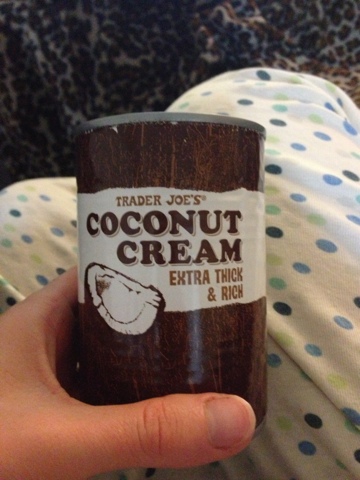 TRADER JOE'S®
COCONUT
CREAM
EXTRA THICK
& RICH